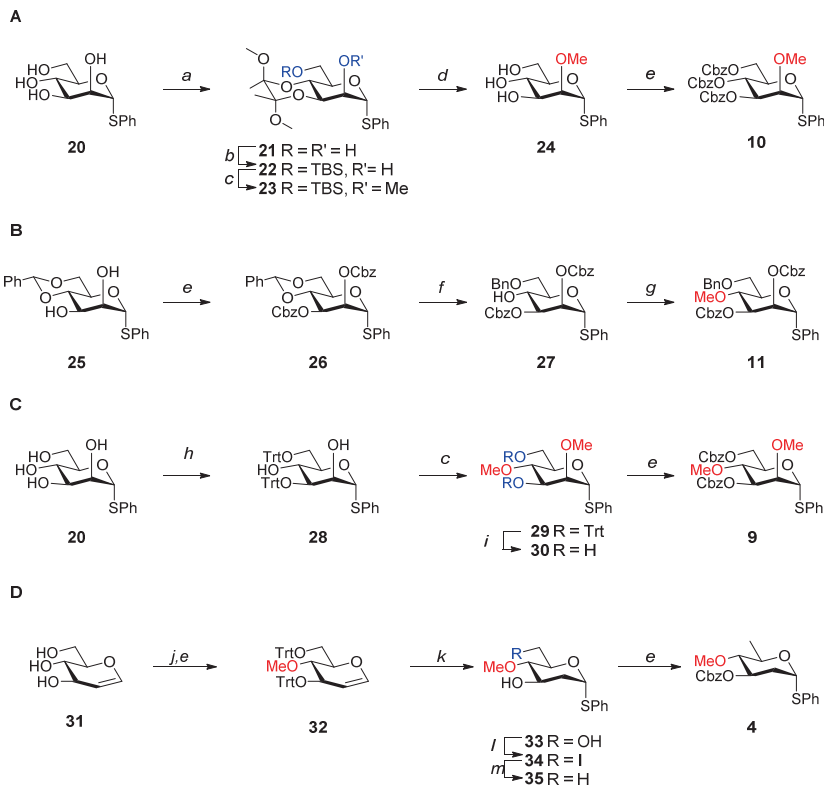 A
OH
HO
HO
HO
O
SPh
20
a
O
RO
OR'
O
O
O
O
SPh
b
21 R = R' = H
c
22 R = TBS, R'= H
23 R = TBS, R' = Me
d
HO
OMe
HO
HO
O
SPh
24
e
CbzO
OMe
CbzO
CbzO
O
SPh
10
B
Ph
O
O
OH
HO
O
SPh
25
e
Ph
O
O
OCbz
CbzO
O
SPh
26
f
BnO
OCbz
HO
CbzO
O
SPh
27
g
BnO
OCbz
MeO
CbzO
O
SPh
11
C
OH
HO
HO
HO
O
SPh
20
h
OH
TrtO
HO
TrtO
O
SPh
28
c
OMe
RO
MeO
RO
O
SPh
i
29 R = Trt
30 R = H
e
OMe
CbzO
MeO
CbzO
O
SPh
9
D
HO
HO
HO
O
31
j,e
TrtO
MeO
TrtO
O
32
k
R
MeO
HO
O
SPh
l
33 R = OH
m
34 R = I
35 R = H
e
MeO
CbzO
O
SPh
4